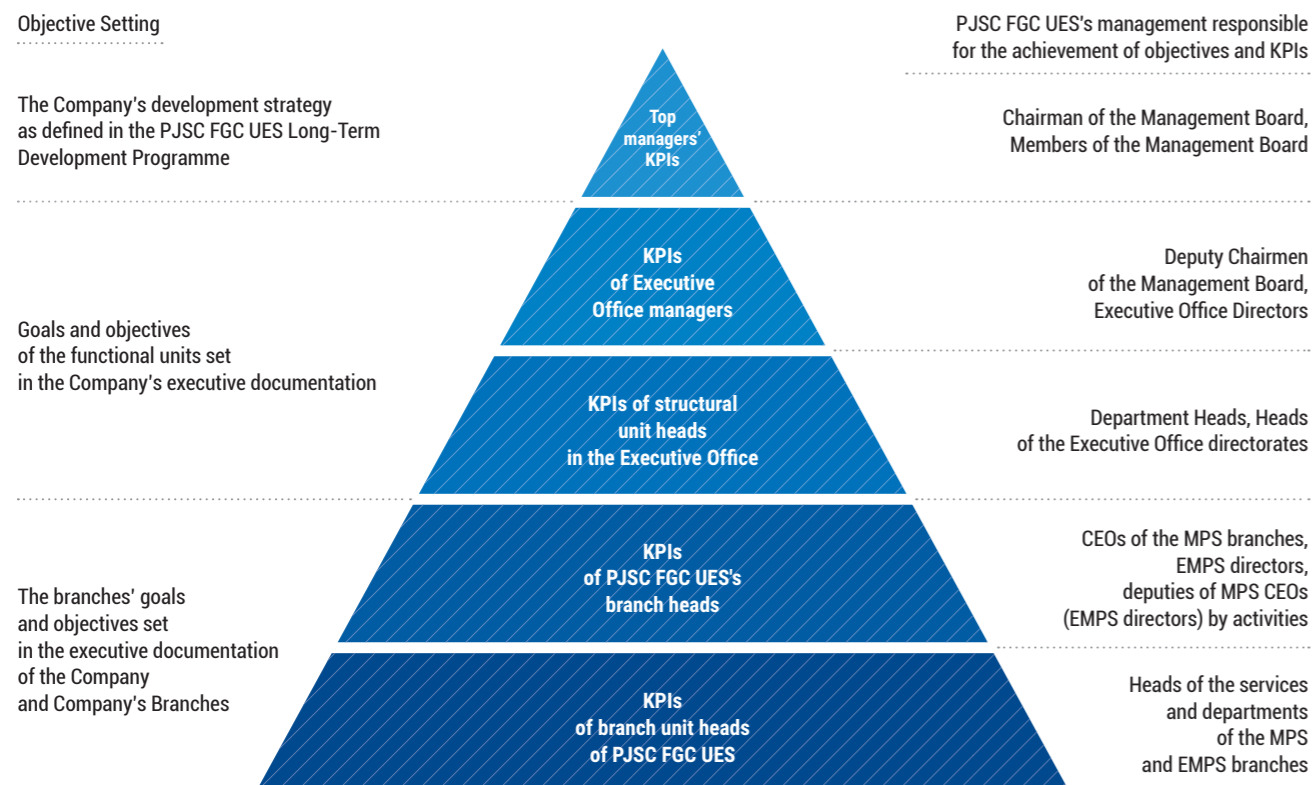 Objective Setting
PJSC FGC UES's management responsible
for the achievement of objectives and KPIs
The Company's development strategy
as defined in the PJSC FGC UES Long-Term
Development Programme
Top
managers'
KPIs
Chairman of the Management Board,
Members of the Management Board
Goals and objectives
of the functional units set
in the Company's executive documentation
KPIs
of Executive
Office managers
Deputy Chairmen
of the Management Board,
Executive Office Directors
KPIs of structural
unit heads
in the Executive Office
Department Heads, Heads
of the Executive Office directorates
The branches' goals
and objectives set
in the executive documentation
of the Company
and Company's Branches
KPIs
of PJSC FGC UES's
branch heads
CEOs of the MPS branches,
EMPS directors,
deputies of MPS CEOs
(EMPS directors) by activities
KPIs
of branch unit heads
of PJSC FGC UES
Heads of the services
and departments
of the MPS
and EMPS branches